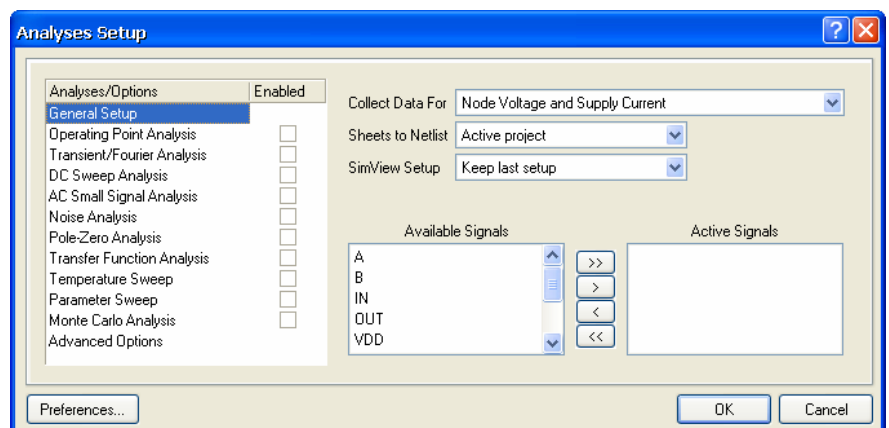 Analyses Setup
Analyses/Options Enabled
General Setup
Operating Point Analysis
Transient/Fourier Analysis
DC Sweep Analysis
AC Small Signal Analysis
Noise Analysis
Pole-Zero Analysis
Transfer Function Analysis
Temperature Sweep
Parameter Sweep
Monte Carlo Analysis
Advanced Options
Collect Data For Node Voltage and Supply Current
Sheets to Netlist Active project
SimView Setup Keep last setup
Available Signals
A
B
IN
OUT
VDD
>>
>
<
<<
Active Signals
Preferences...
OK
Cancel